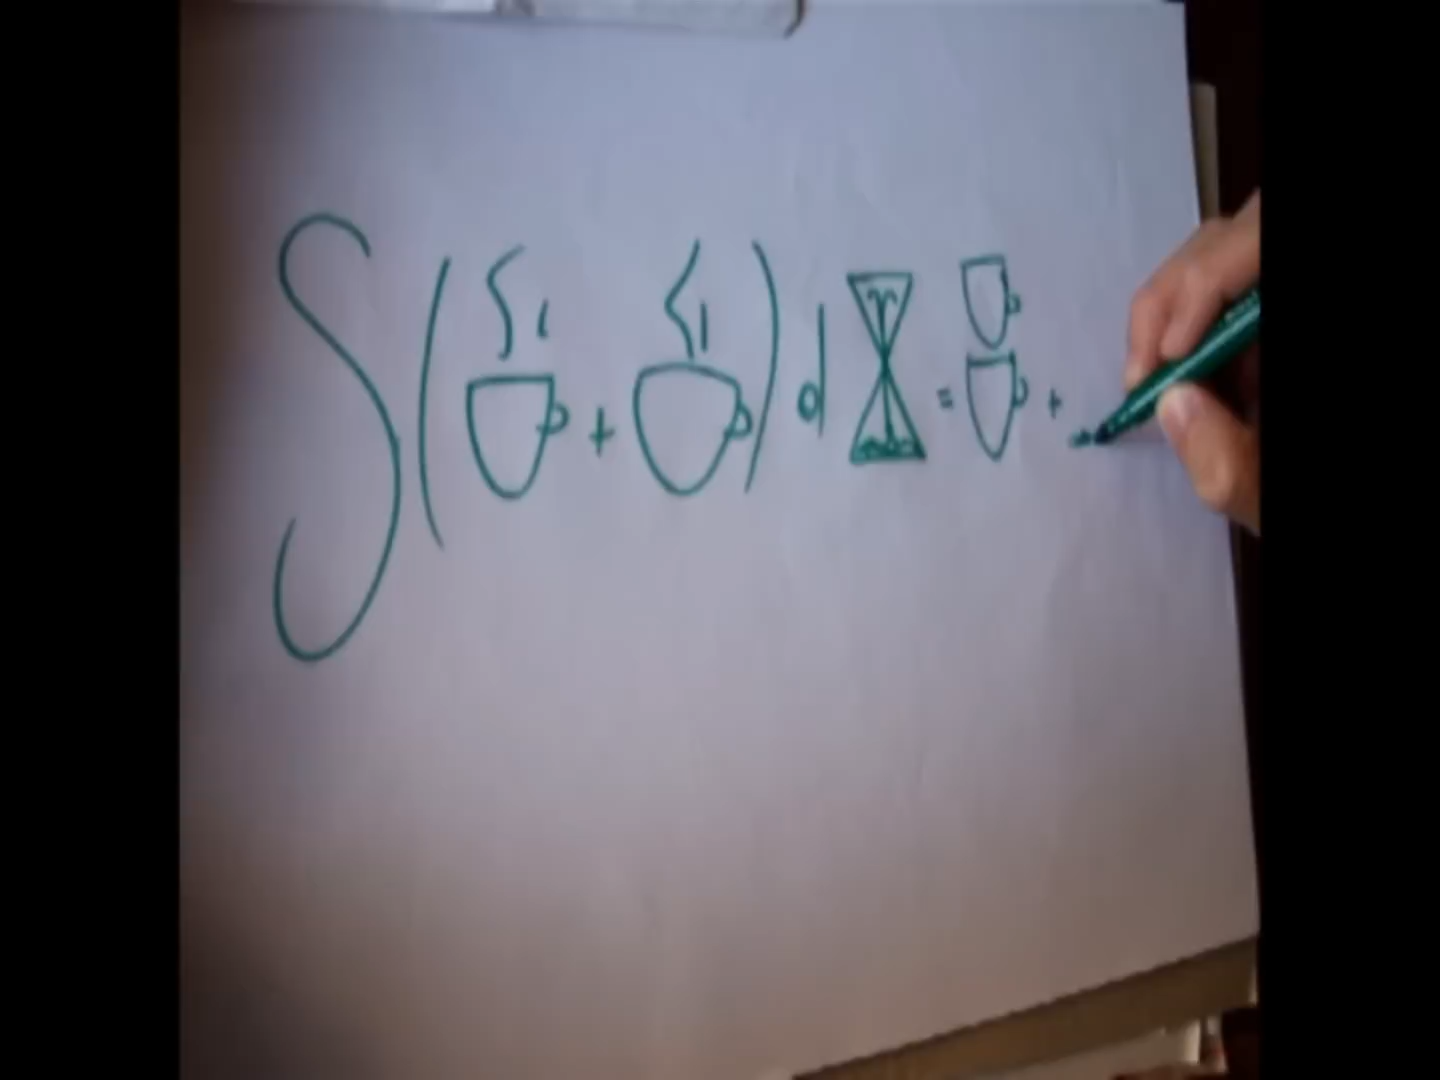 ∫( + ) d = +